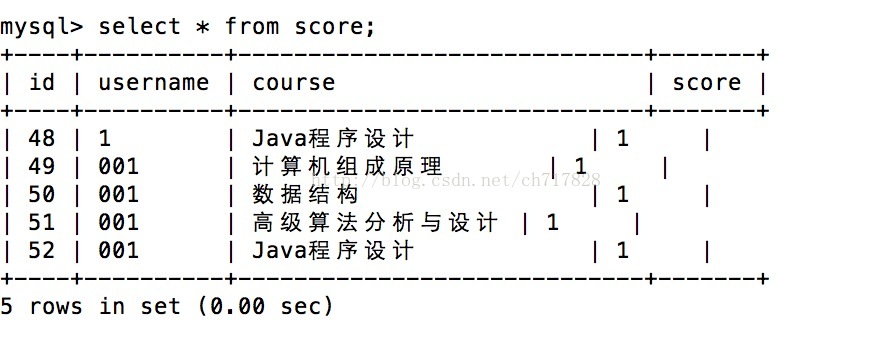 mysql> select * from score;
+----+----------+-----------------------------+-------+
| id | username | course                      | score |
+----+----------+-----------------------------+-------+
| 48 | 1        | Java程序设计            | 1     |
| 49 | 001      | 计算机组成原理       | 1     |
http://blog.csdn.net/ch717828
| 50 | 001      | 数据结构                | 1     |
| 51 | 001      | 高级算法分析与设计 | 1     |
| 52 | 001      | Java程序设计            | 1     |
+----+----------+-----------------------------+-------+
5 rows in set (0.00 sec)